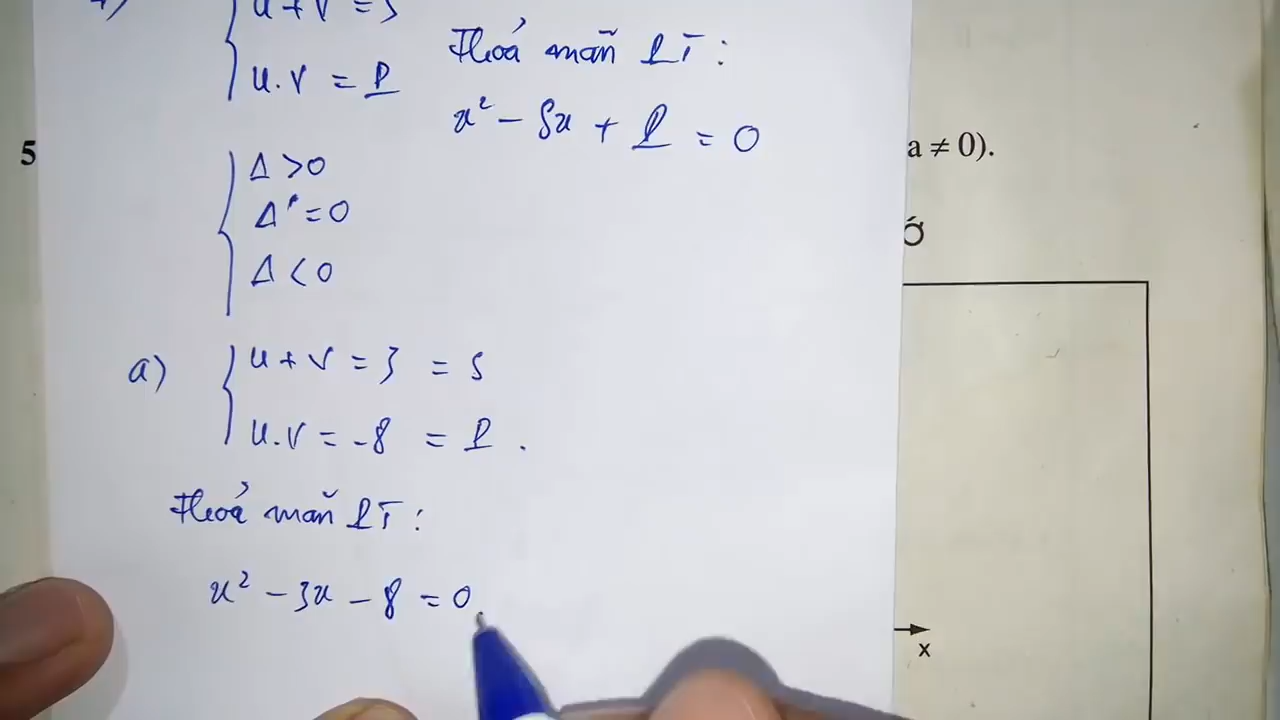 u + v = S
u.v = P
Thoả mãn PT:
x² - Sx + P = 0
Δ > 0
Δ' = 0
Δ < 0
a) u + v = 3 = S
u.v = -8 = P.
Thoả mãn PT:
x² - 3x - 8 = 0
5
a ≠ 0).
x